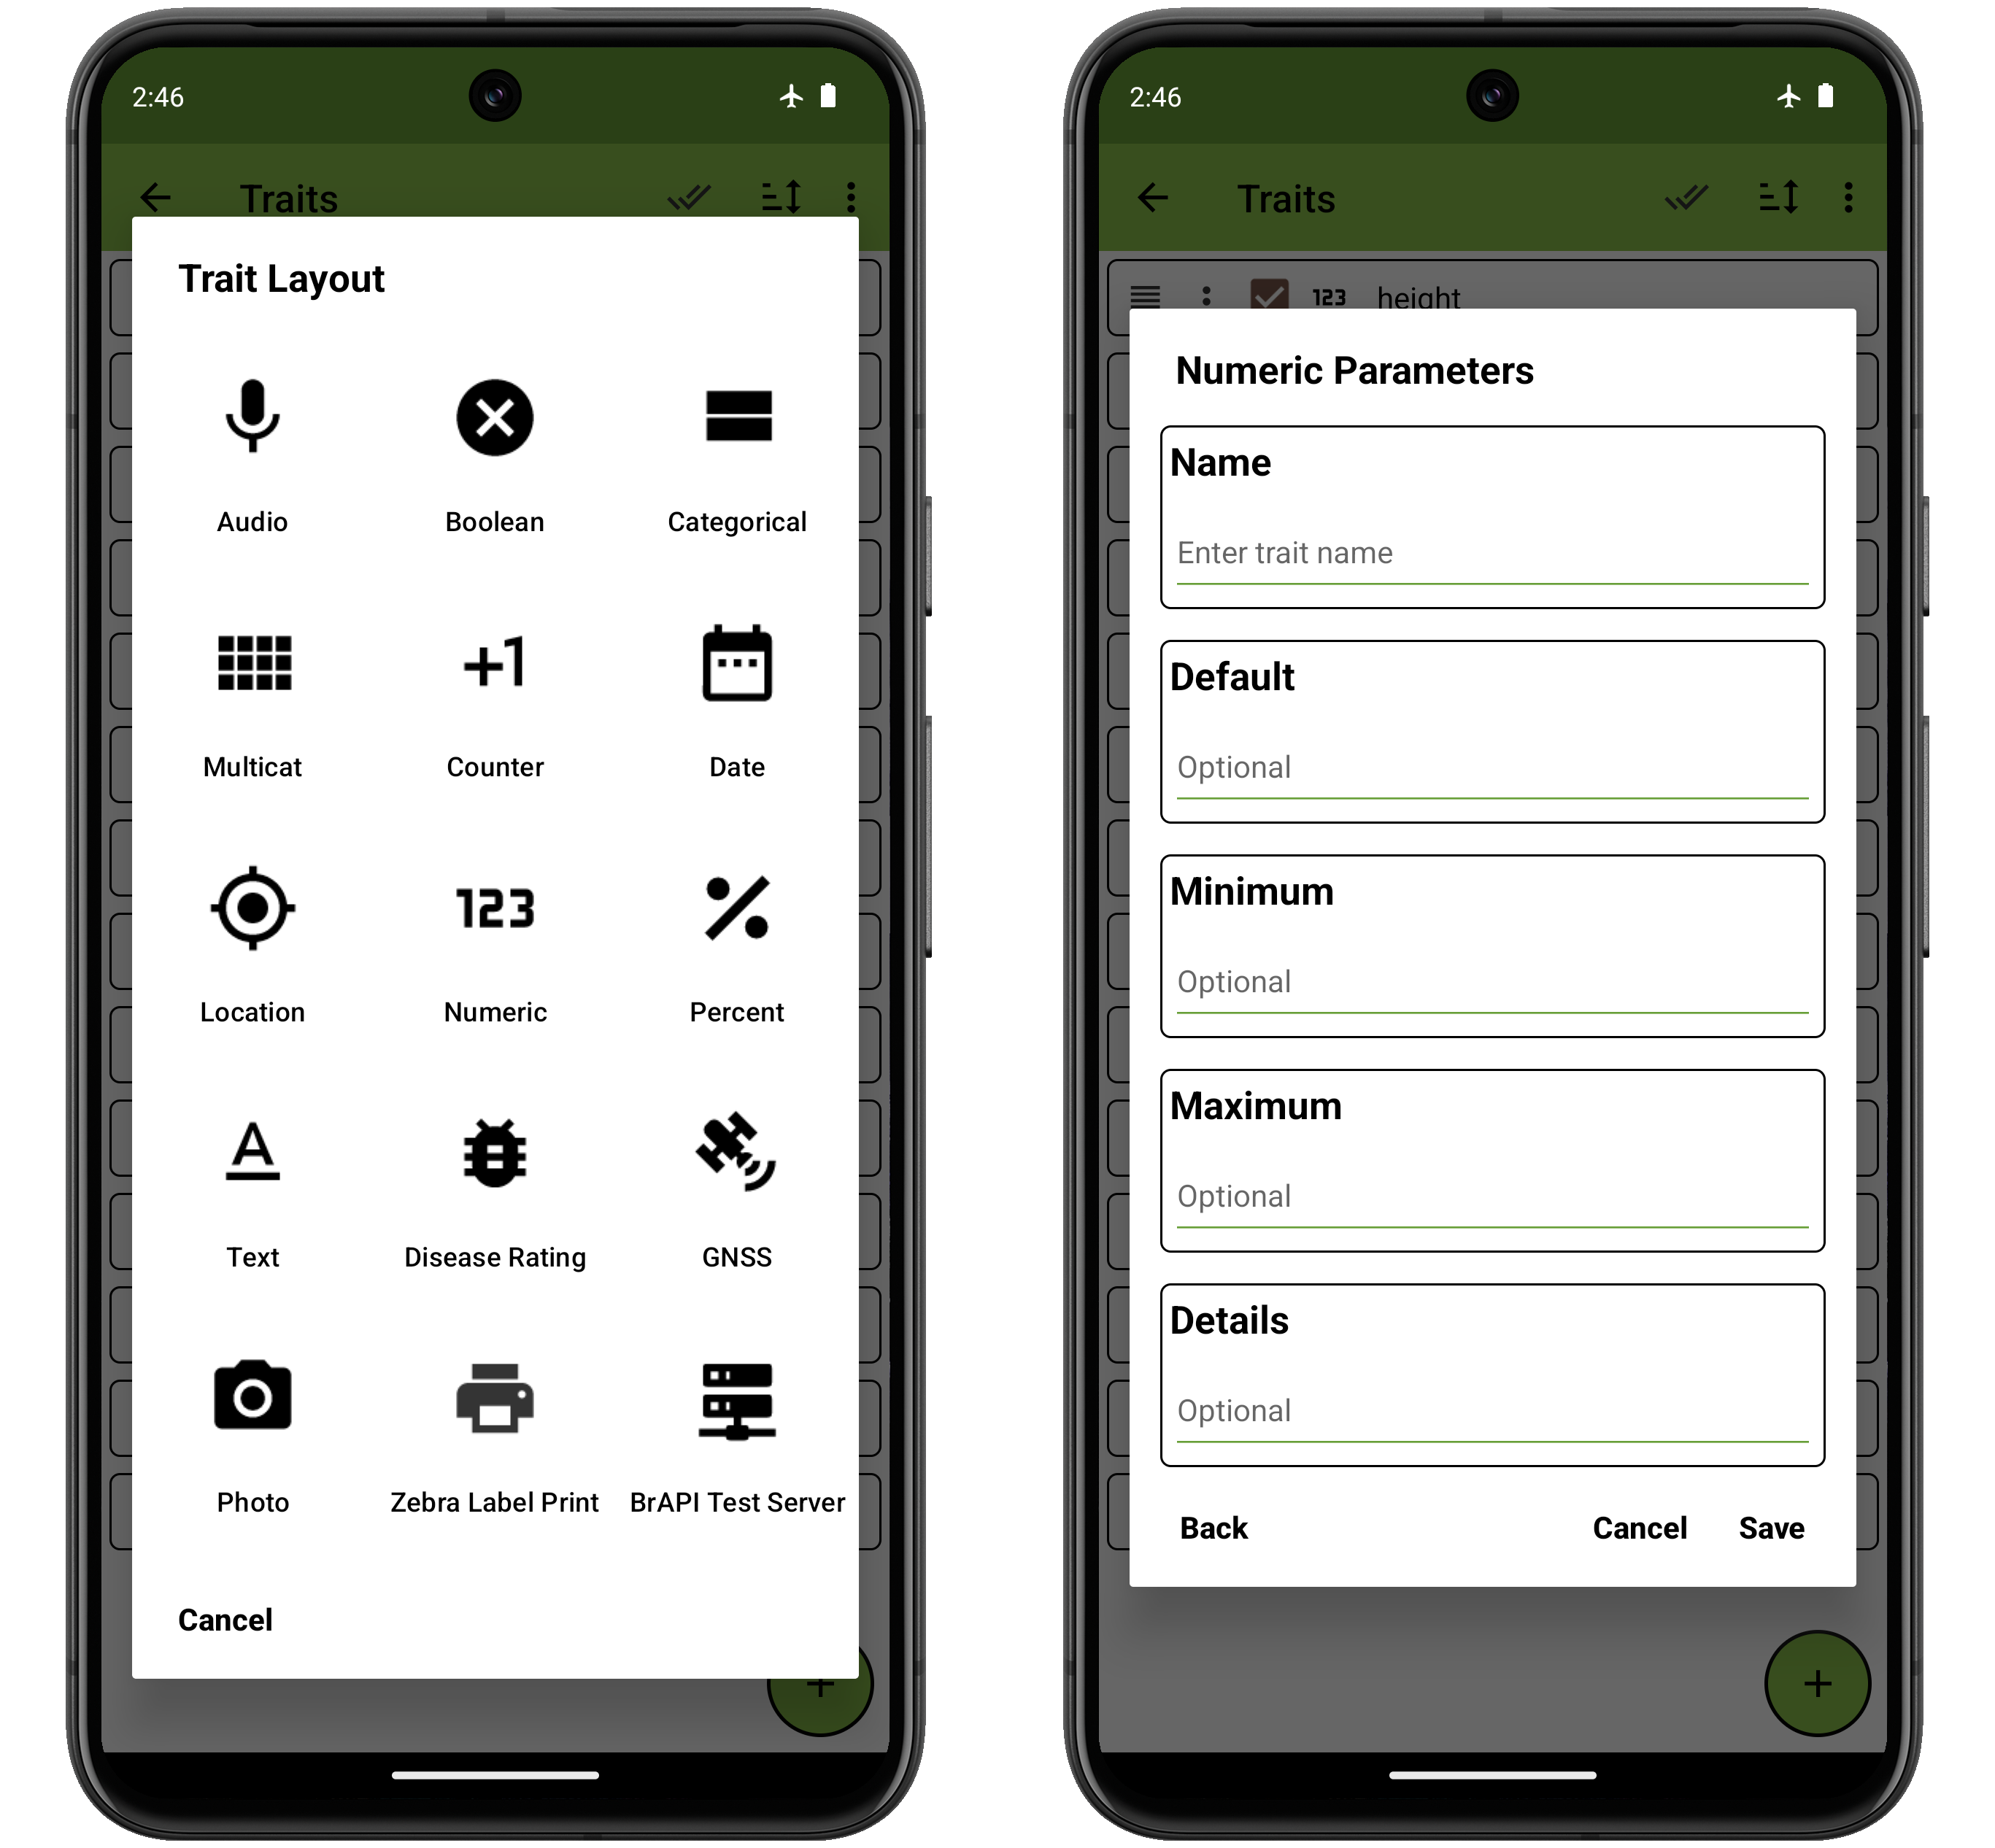 2:46
Traits
Trait Layout
Audio
Boolean
Categorical
+1
Multicat
Counter
Date
123
%
Location
Numeric
Percent
A
Text
Disease Rating
GNSS
Photo
Zebra Label Print
BrAPI Test Server
Cancel
+
2:46
Traits
123 height
Numeric Parameters
Name
Enter trait name
Default
Optional
Minimum
Optional
Maximum
Optional
Details
Optional
Back Cancel Save
+